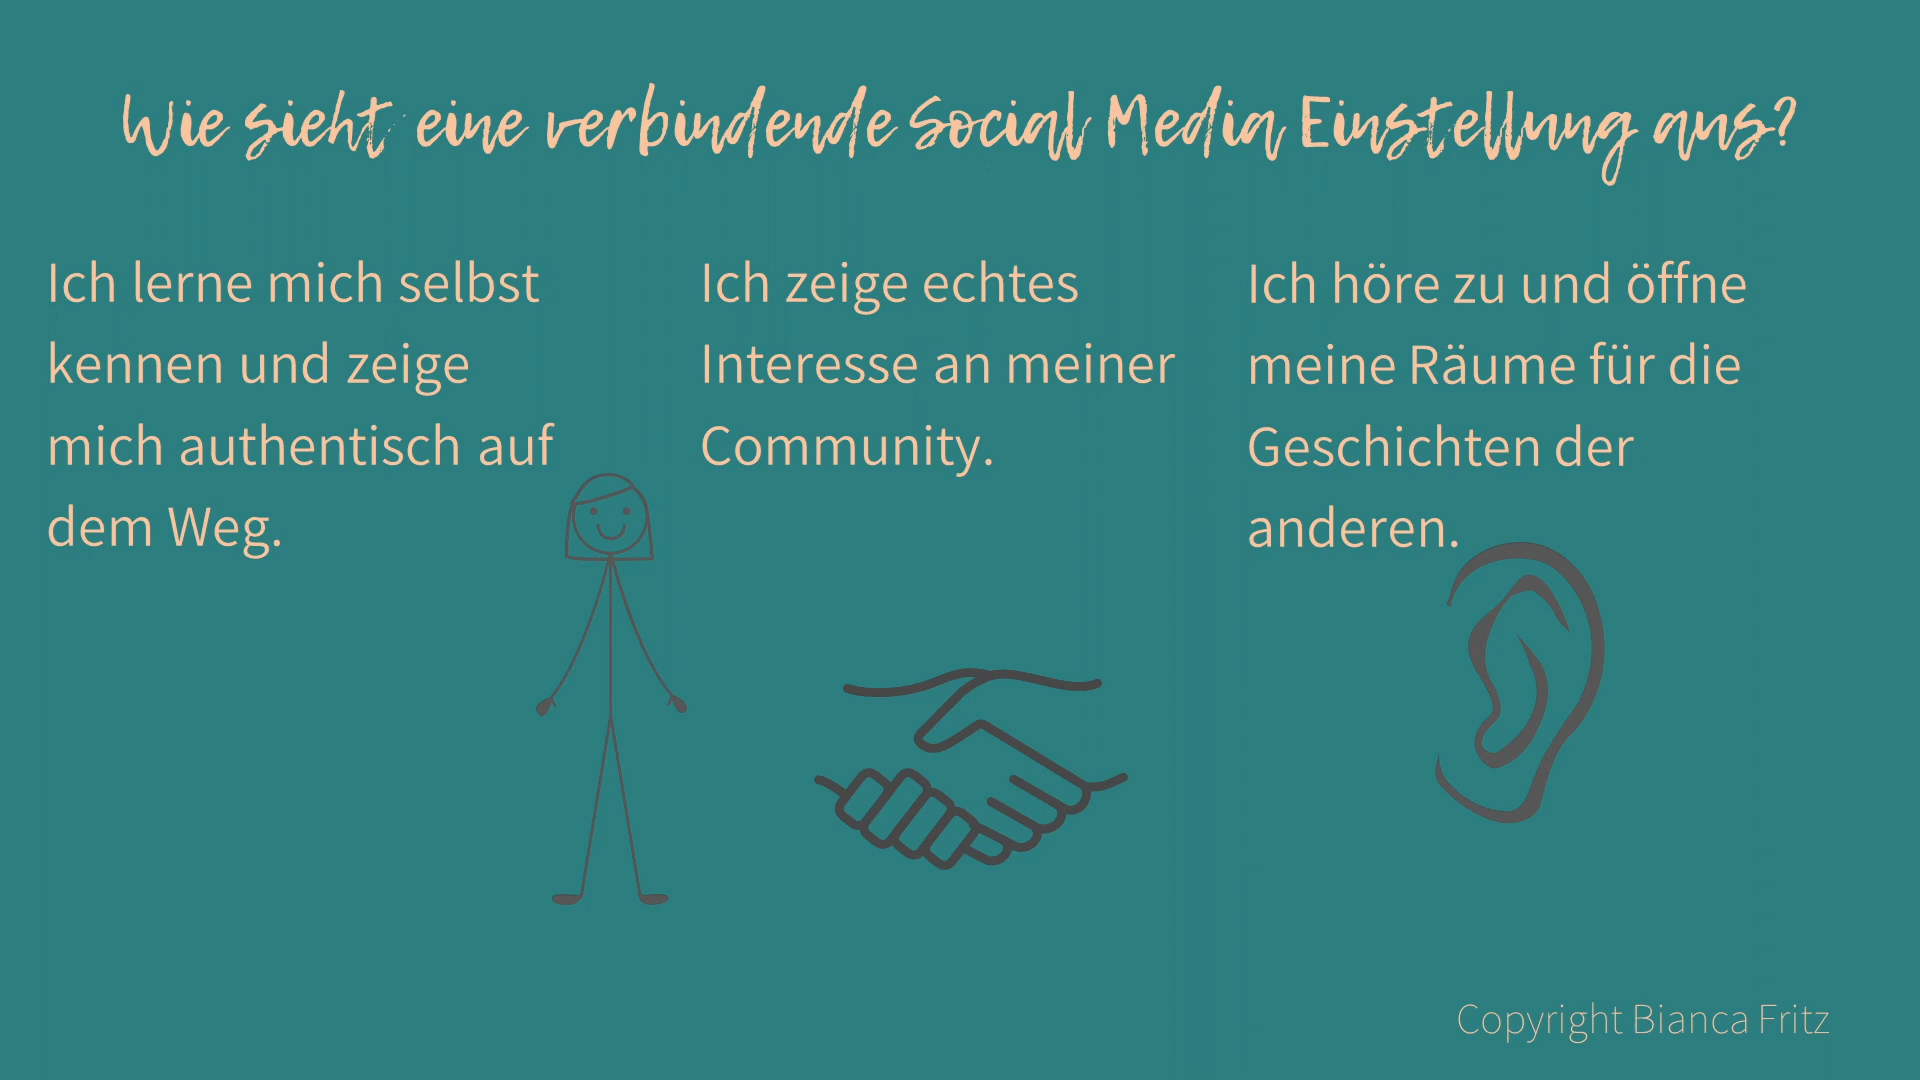 Wie sieht eine verbindende Social Media Einstellung aus?
Ich lerne mich selbst
kennen und zeige
mich authentisch auf
dem Weg.
Ich zeige echtes
Interesse an meiner
Community.
Ich höre zu und öffne
meine Räume für die
Geschichten der
anderen.
Copyright Bianca Fritz